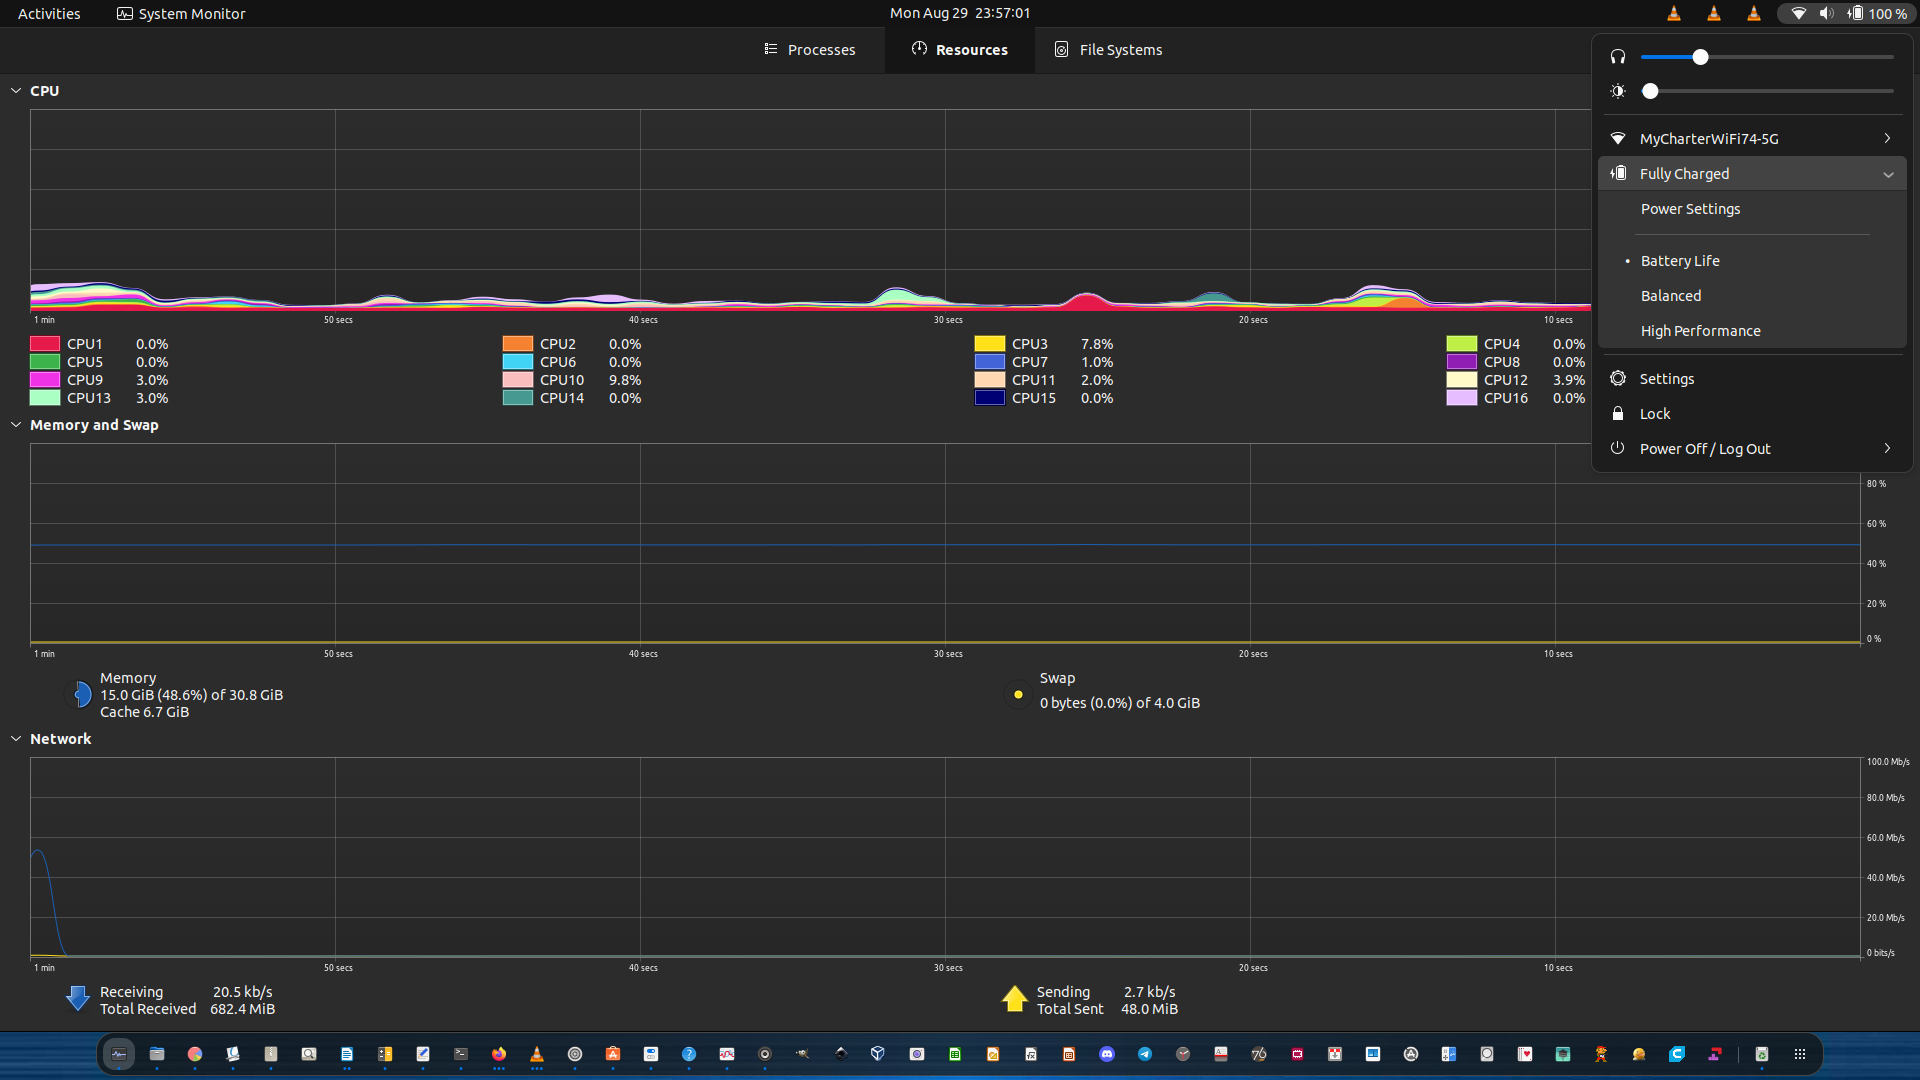 Activities
System Monitor
Mon Aug 29 23:57:01
100 %
Processes
Resources
File Systems
CPU
1 min
50 secs
40 secs
30 secs
20 secs
10 secs
CPU1 0.0%
CPU2 0.0%
CPU3 7.8%
CPU4 0.0%
CPU5 0.0%
CPU6 0.0%
CPU7 1.0%
CPU8 0.0%
CPU9 3.0%
CPU10 9.8%
CPU11 2.0%
CPU12 3.9%
CPU13 3.0%
CPU14 0.0%
CPU15 0.0%
CPU16 0.0%
MyCharterWiFi74-5G
Fully Charged
Power Settings
Battery Life
Balanced
High Performance
Settings
Lock
Power Off / Log Out
Memory and Swap
80 %
60 %
40 %
20 %
0 %
1 min
50 secs
40 secs
30 secs
20 secs
10 secs
Memory
15.0 GiB (48.6%) of 30.8 GiB
Cache 6.7 GiB
Swap
0 bytes (0.0%) of 4.0 GiB
Network
100.0 Mb/s
80.0 Mb/s
60.0 Mb/s
40.0 Mb/s
20.0 Mb/s
0 bits/s
1 min
50 secs
40 secs
30 secs
20 secs
10 secs
Receiving 20.5 kb/s
Total Received 682.4 MiB
Sending 2.7 kb/s
Total Sent 48.0 MiB
76